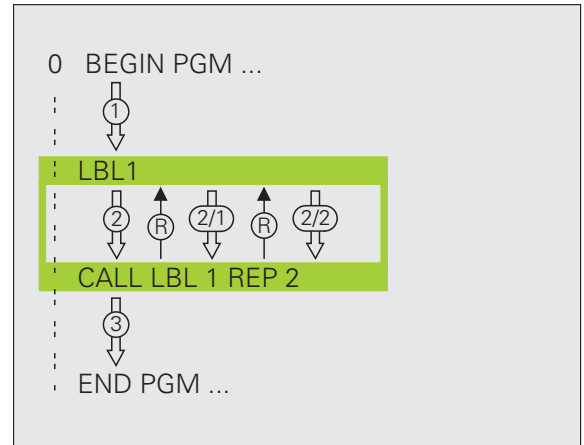 0 BEGIN PGM ...
1
LBL1
2 R 2/1 R 2/2
CALL LBL 1 REP 2
3
END PGM ...